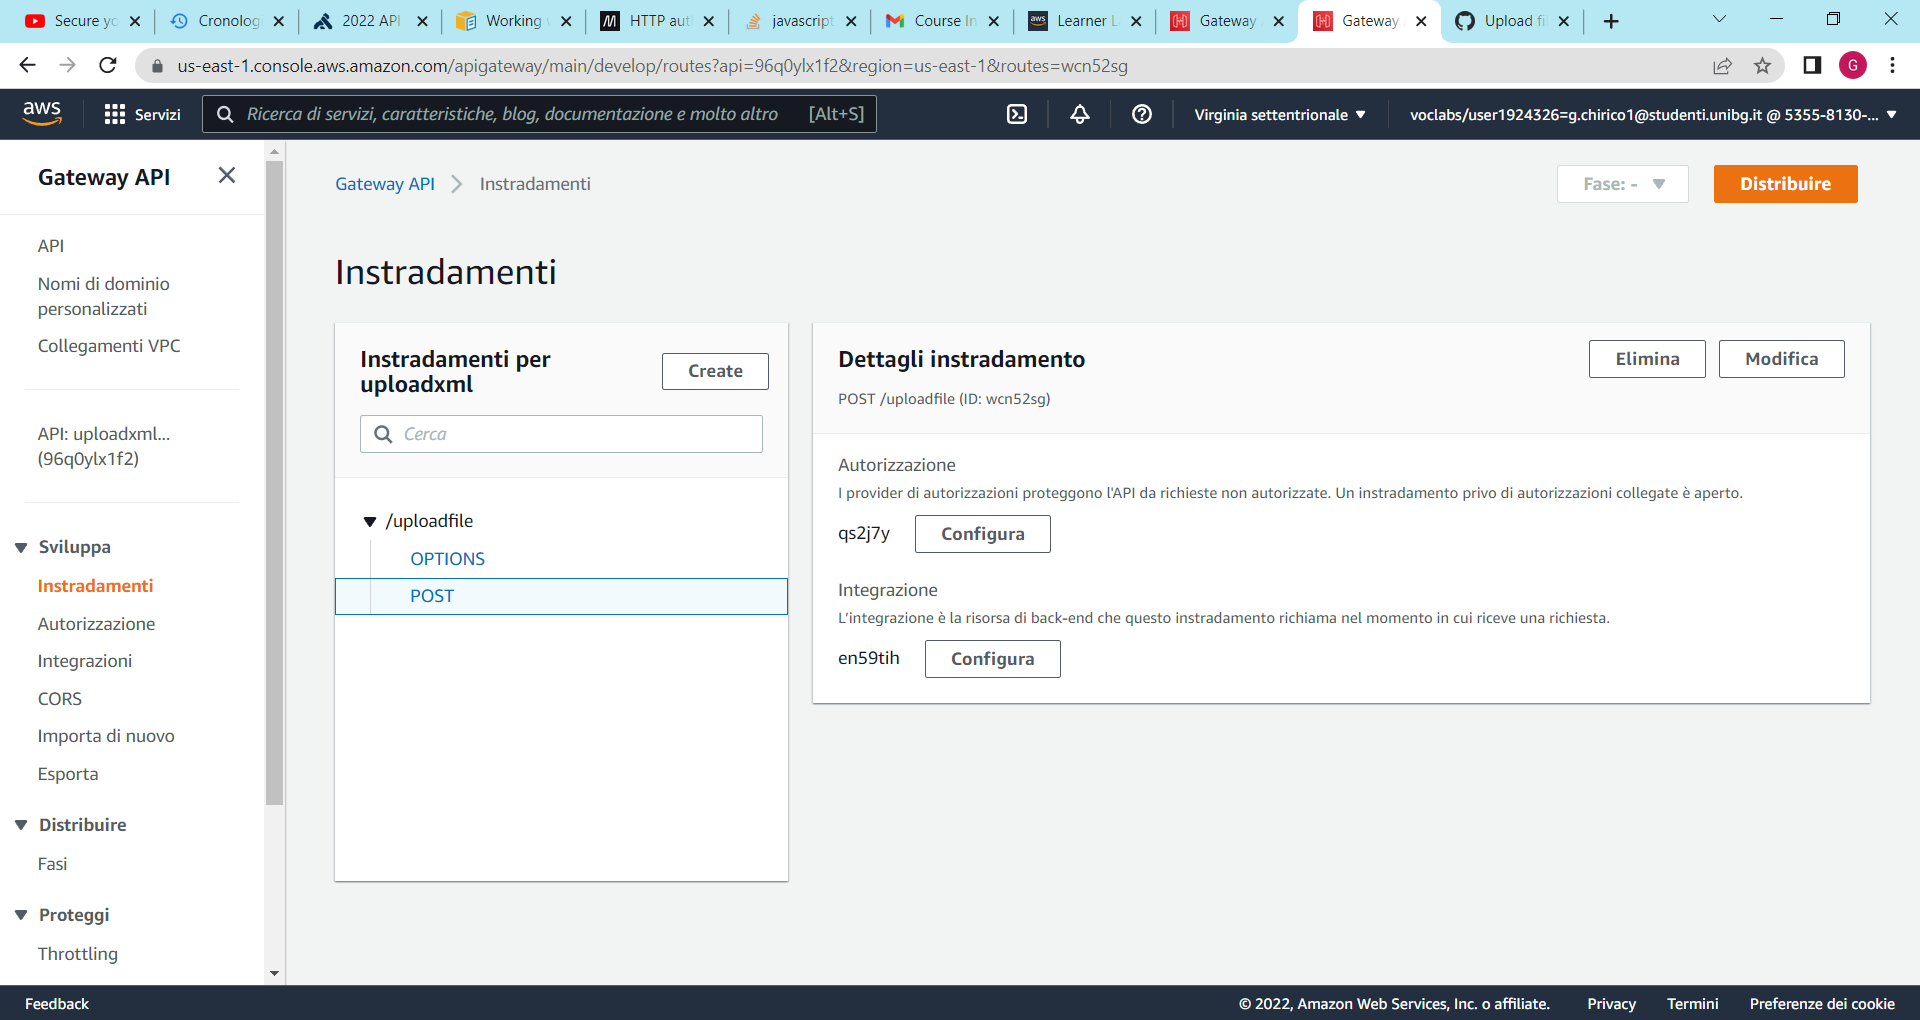 Secure yo
Cronolog
2022 API
Working
HTTP aut
javascript
Course In
Learner L
Gateway
Gateway
Upload fil
us-east-1.console.aws.amazon.com/apigateway/main/develop/routes?api=96q0ylx1f2&region=us-east-1&routes=wcn52sg
G
aws
Servizi
Ricerca di servizi, caratteristiche, blog, documentazione e molto altro [Alt+S]
Virginia settentrionale
voclabs/user1924326=g.chirico1@studenti.unibg.it @ 5355-8130-...
Gateway API
API
Nomi di dominio
personalizzati
Collegamenti VPC
API: uploadxml...
(96q0ylx1f2)
Sviluppa
Instradamenti
Autorizzazione
Integrazioni
CORS
Importa di nuovo
Esporta
Distribuire
Fasi
Proteggi
Throttling
Gateway API
Instradamenti
Fase: -
Distribuire
Instradamenti
Instradamenti per
uploadxml
Create
Cerca
/uploadfile
OPTIONS
POST
Dettagli instradamento
Elimina
Modifica
POST /uploadfile (ID: wcn52sg)
Autorizzazione
I provider di autorizzazioni proteggono l'API da richieste non autorizzate. Un instradamento privo di autorizzazioni collegate è aperto.
qs2j7y
Configura
Integrazione
L'integrazione è la risorsa di back-end che questo instradamento richiama nel momento in cui riceve una richiesta.
en59tih
Configura
Feedback
© 2022, Amazon Web Services, Inc. o affiliate.
Privacy
Termini
Preferenze dei cookie